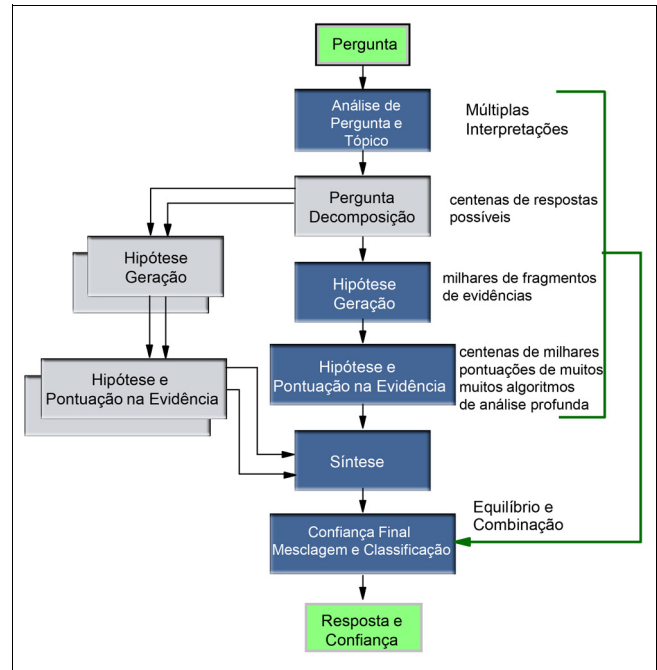 Pergunta
Análise de
Pergunta e
Tópico
Múltiplas
Interpretações
Pergunta
Decomposição
centenas de respostas
possíveis
Hipótese
Geração
Hipótese
Geração
milhares de fragmentos
de evidências
Hipótese e
Pontuação na Evidência
Hipótese e
Pontuação na Evidência
centenas de milhares
pontuações de muitos
muitos algoritmos
de análise profunda
Síntese
Equilíbrio e
Combinação
Confiança Final
Mesclagem e Classificação
Resposta e
Confiança